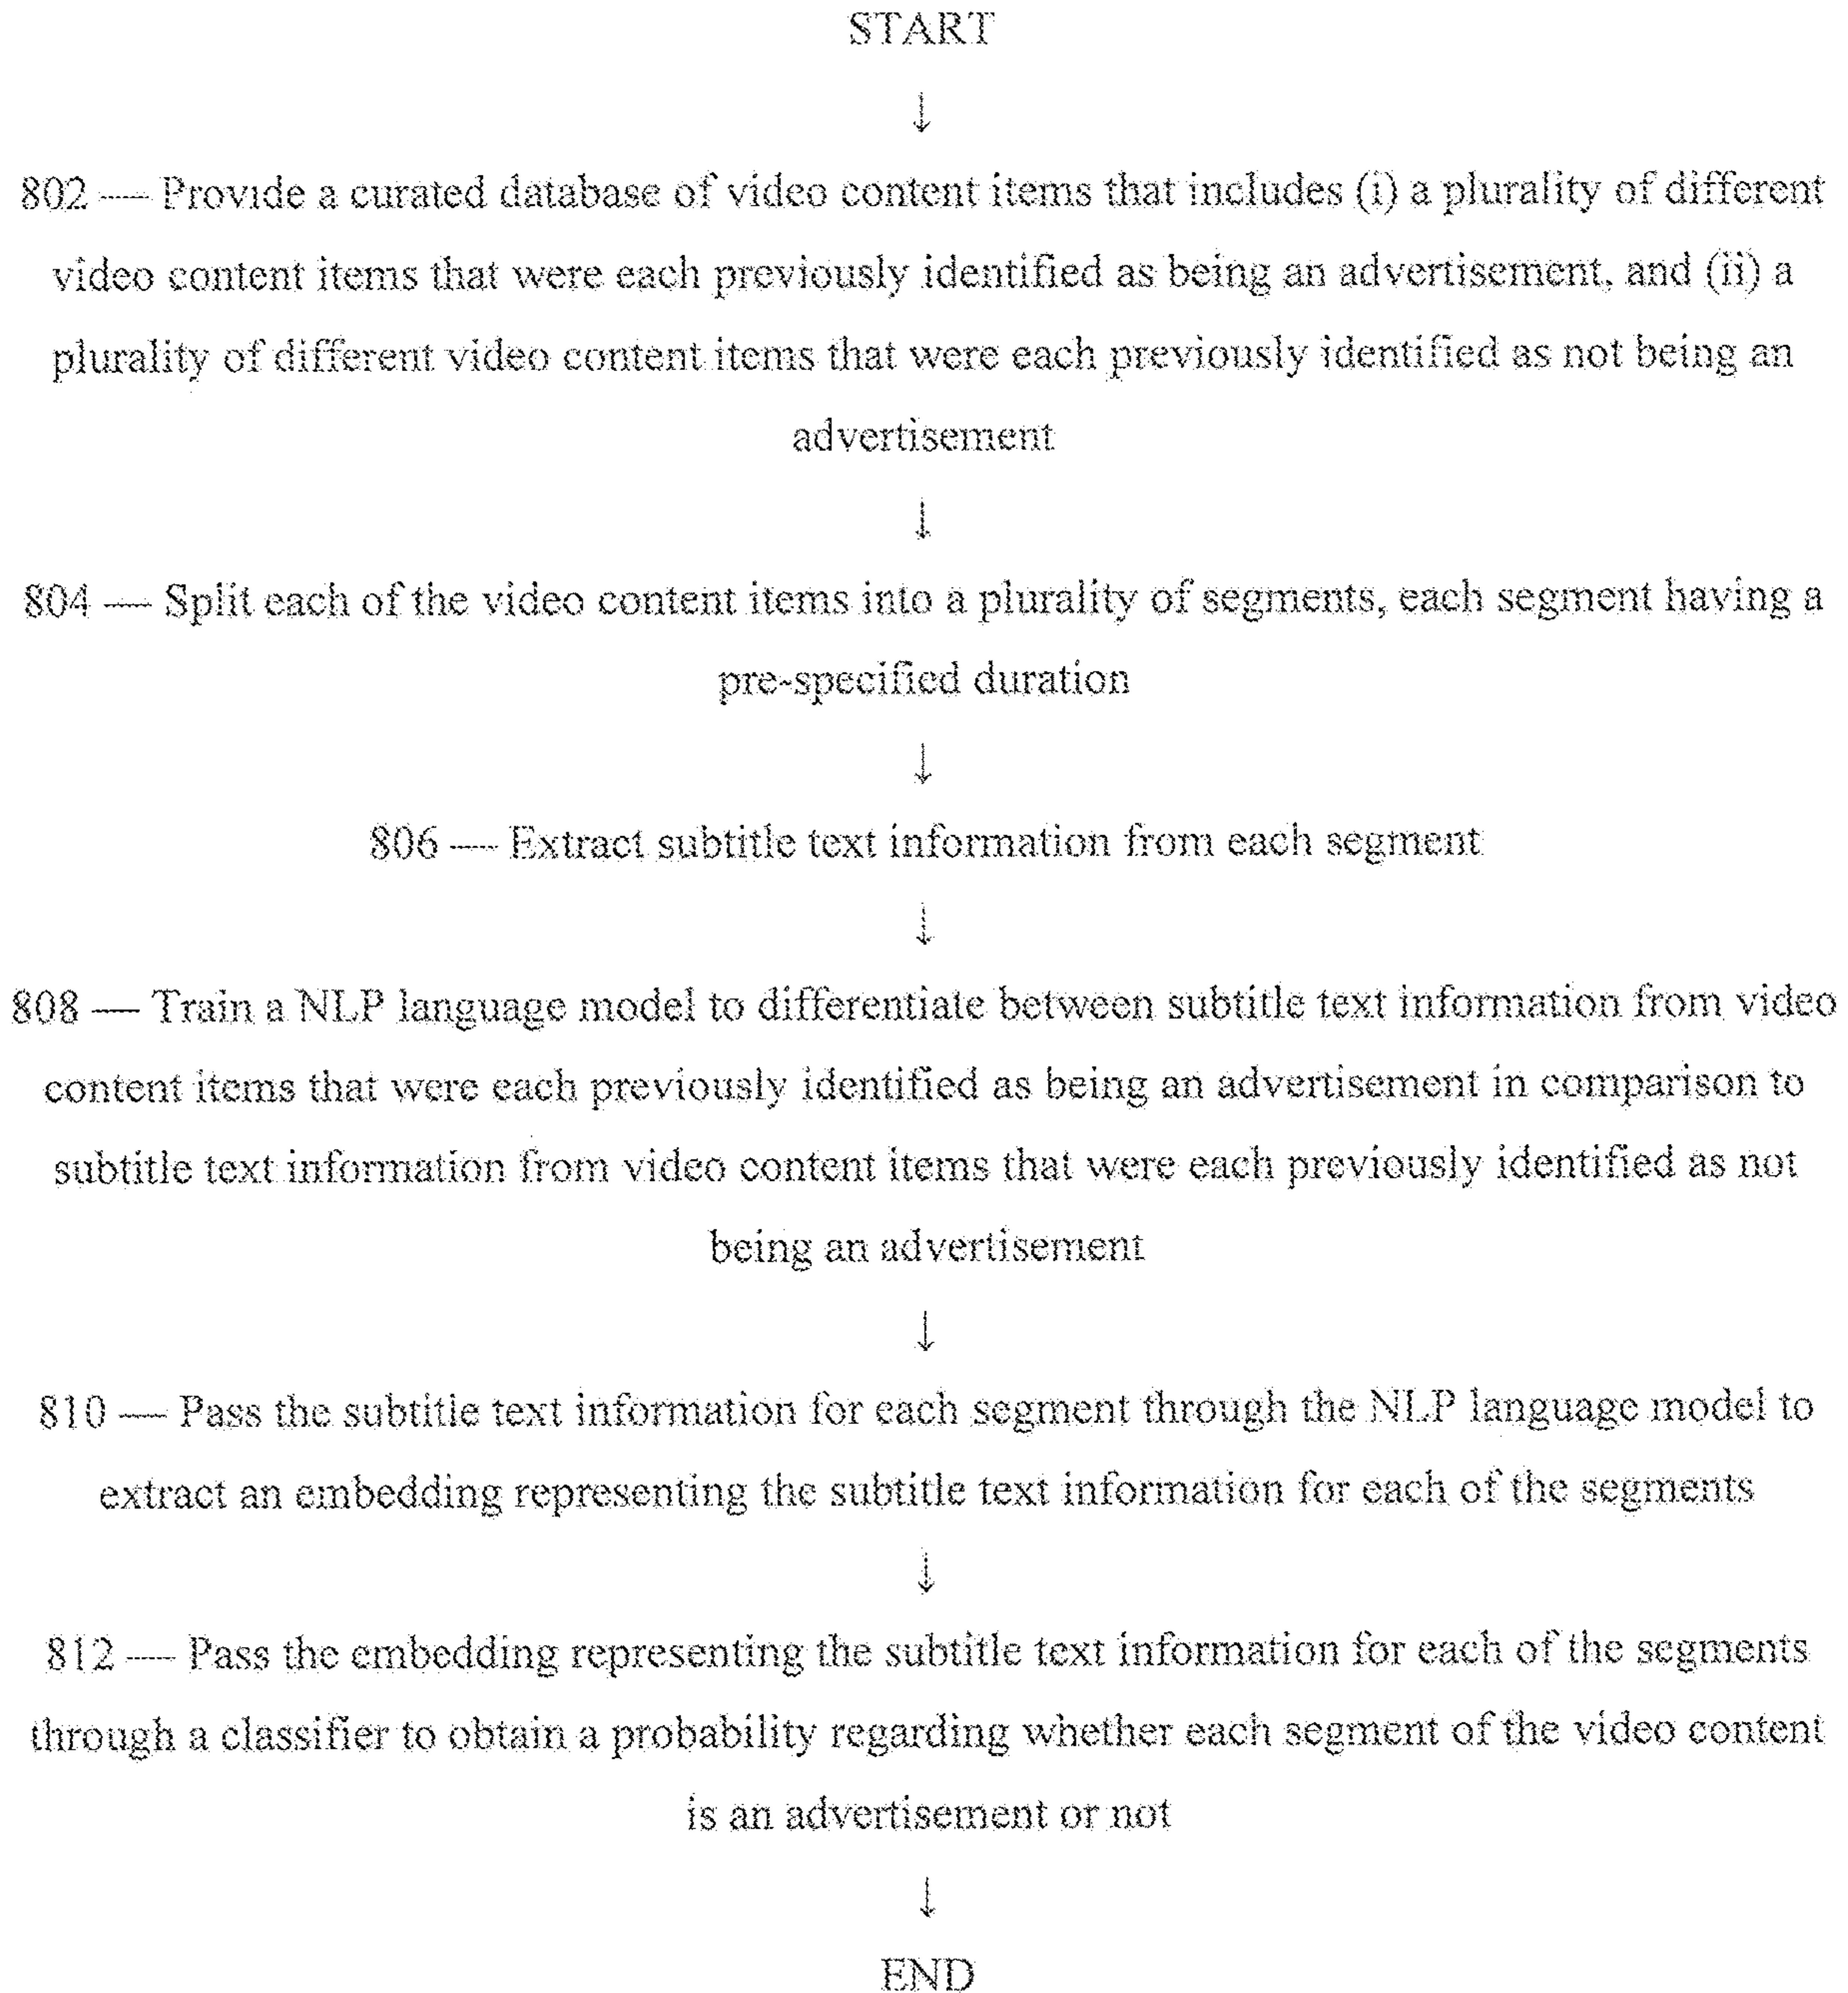 START
↓
802 — Provide a curated database of video content items that includes (i) a plurality of different
video content items that were each previously identified as being an advertisement, and (ii) a
plurality of different video content items that were each previously identified as not being an
advertisement
↓
804 — Split each of the video content items into a plurality of segments, each segment having a
pre-specified duration
↓
806 — Extract subtitle text information from each segment
↓
808 — Train a NLP language model to differentiate between subtitle text information from video
content items that were each previously identified as being an advertisement in comparison to
subtitle text information from video content items that were each previously identified as not
being an advertisement
↓
810 — Pass the subtitle text information for each segment through the NLP language model to
extract an embedding representing the subtitle text information for each of the segments
↓
812 — Pass the embedding representing the subtitle text information for each of the segments
through a classifier to obtain a probability regarding whether each segment of the video content
is an advertisement or not
↓
END